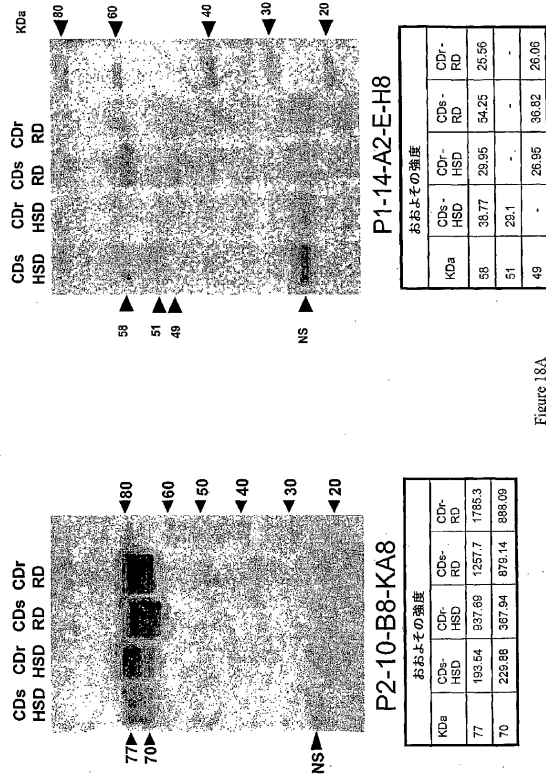 CDs CDr CDs CDr
HSD HSD RD RD
77
70
NS
80
60
50
40
30
20
P2-10-B8-KA8
おおよその強度
KDa CDs-HSD CDr-HSD CDs-RD CDr-RD
77 193.54 937.69 1257.7 1785.3
70 229.88 367.94 879.14 888.09
CDs CDr CDs CDr
HSD HSD RD RD
KDa
58
51
49
NS
80
60
40
30
20
P1-14-A2-E-H8
おおよその強度
KDa CDs-HSD CDr-HSD CDs-RD CDr-RD
58 38.77 29.95 54.25 25.56
51 29.1 - - -
49 - 26.95 36.82 26.06
Figure 18A